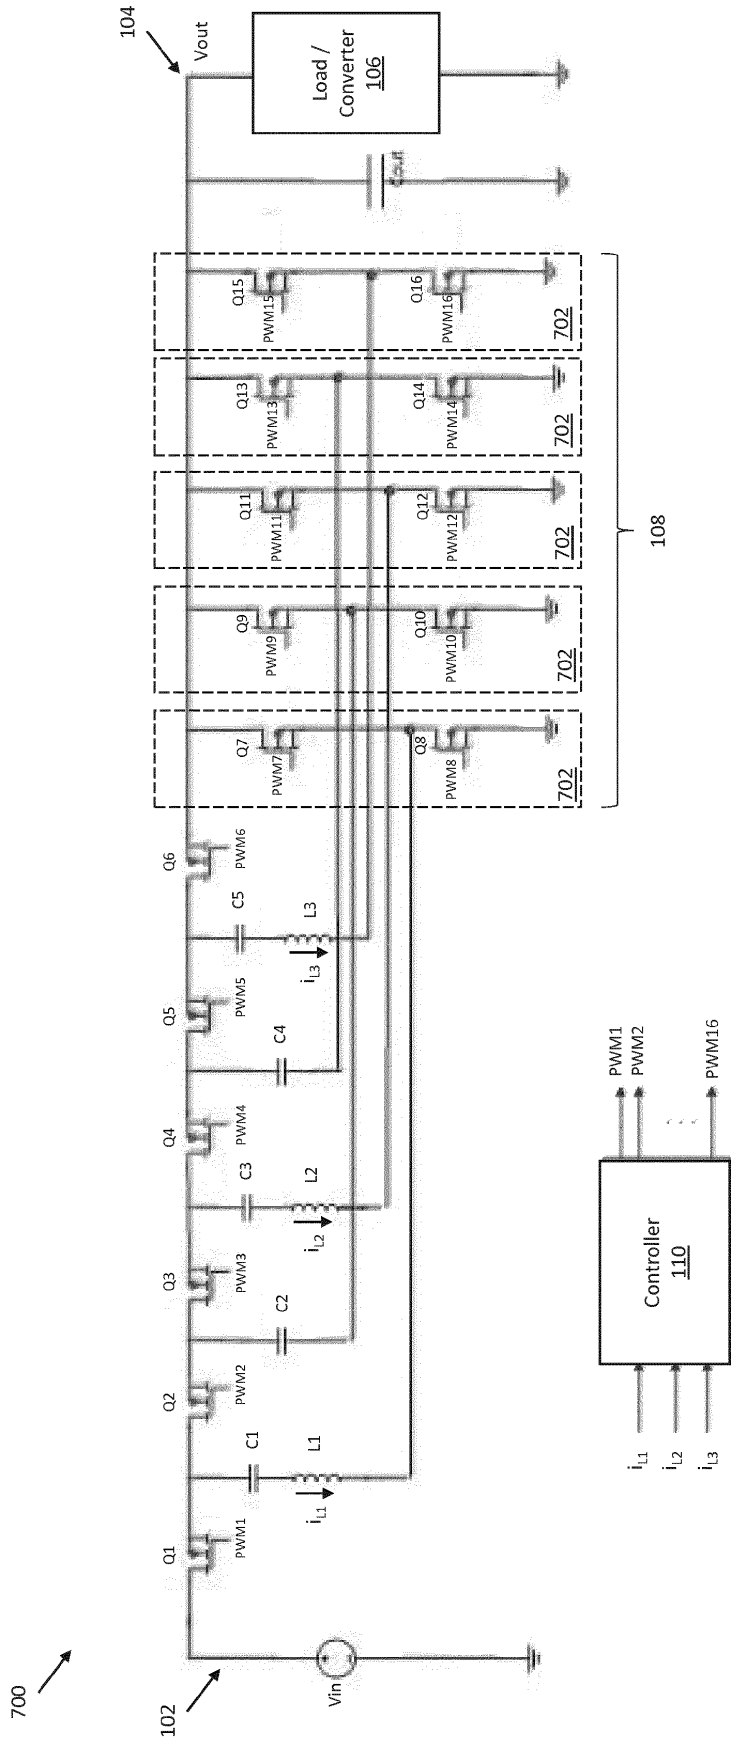 700
102
Vin
Q1
PWM1
C1
L1
iL1
Q2
PWM2
C2
Q3
PWM3
C3
L2
iL2
Q4
PWM4
C4
Q5
PWM5
C5
L3
iL3
Q6
PWM6
Q7
PWM7
Q8
PWM8
702
Q9
PWM9
Q10
PWM10
702
Q11
PWM11
Q12
PWM12
702
Q13
PWM13
Q14
PWM14
702
Q15
PWM15
Q16
PWM16
702
108
Cout
104
Vout
Load /
Converter
106
iL1
iL2
iL3
Controller
110
PWM1
PWM2
PWM16